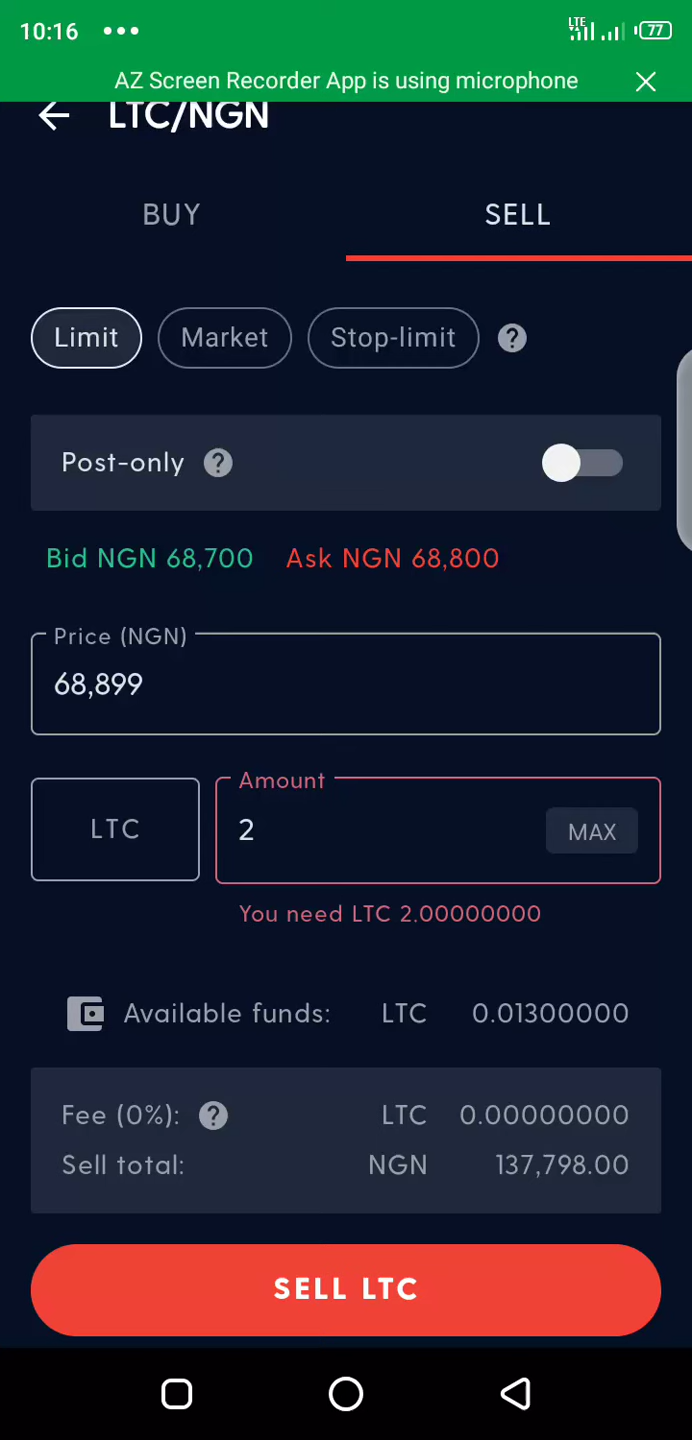 10:16 LTE 77
AZ Screen Recorder App is using microphone
LTC/NGN
BUY SELL
Limit Market Stop-limit ?
Post-only ?
Bid NGN 68,700 Ask NGN 68,800
Price (NGN)
68,899
LTC
Amount
2 MAX
You need LTC 2.00000000
Available funds: LTC 0.01300000
Fee (0%): ? LTC 0.00000000
Sell total: NGN 137,798.00
SELL LTC